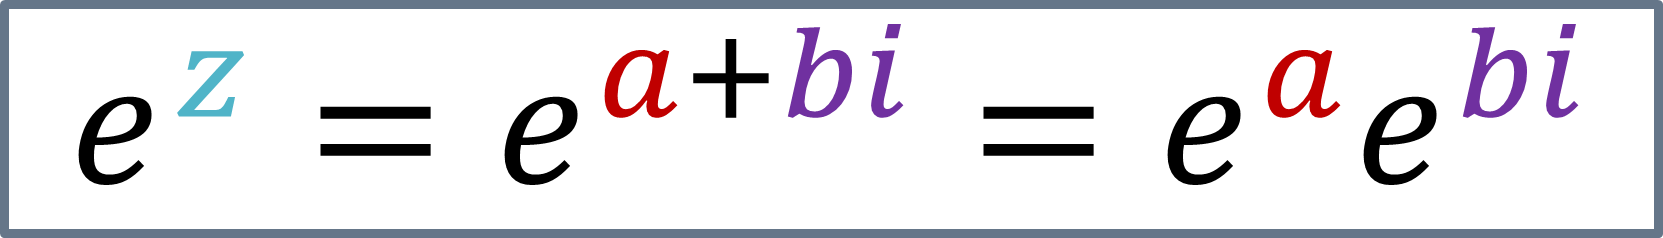 e^z = e^{a+bi} = e^a e^{bi}